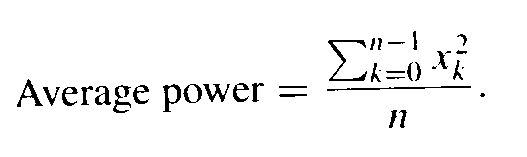 Average power = \frac{\sum_{k=0}^{n-1} x_k^2}{n}.